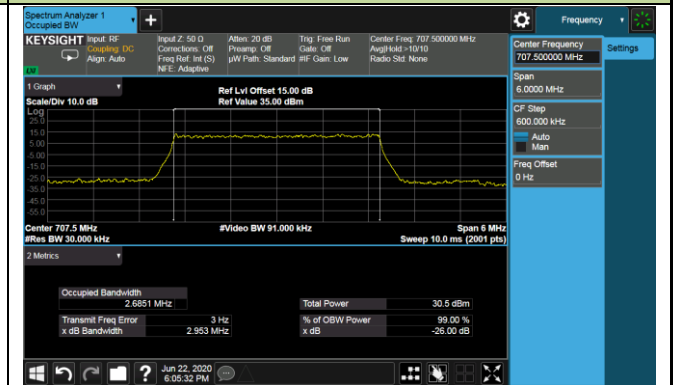 Spectrum Analyzer 1
Occupied BW
+
Frequency
KEYSIGHT
Input: RF
Coupling: DC
Align: Auto
Input Z: 50 Ω
Corrections: Off
Freq Ref: Int (S)
NFE: Adaptive
Atten: 20 dB
Preamp: Off
µW Path: Standard
Trig: Free Run
Gate: Off
#IF Gain: Low
Center Freq: 707.500000 MHz
Avg|Hold:>10/10
Radio Std: None
Center Frequency
707.500000 MHz
Settings
Span
6.0000 MHz
CF Step
600.000 kHz
Auto
Man
Freq Offset
0 Hz
1 Graph
Scale/Div 10.0 dB
Ref Lvl Offset 15.00 dB
Ref Value 35.00 dBm
Log
25.0
15.0
5.00
-5.00
-15.0
-25.0
-35.0
-45.0
-55.0
Center 707.5 MHz
#Video BW 91.000 kHz
Span 6 MHz
#Res BW 30.000 kHz
Sweep 10.0 ms (2001 pts)
2 Metrics
Occupied Bandwidth
2.6851 MHz
Total Power
30.5 dBm
Transmit Freq Error
3 Hz
% of OBW Power
99.00 %
x dB Bandwidth
2.953 MHz
x dB
-26.00 dB
?
Jun 22, 2020
6:05:32 PM